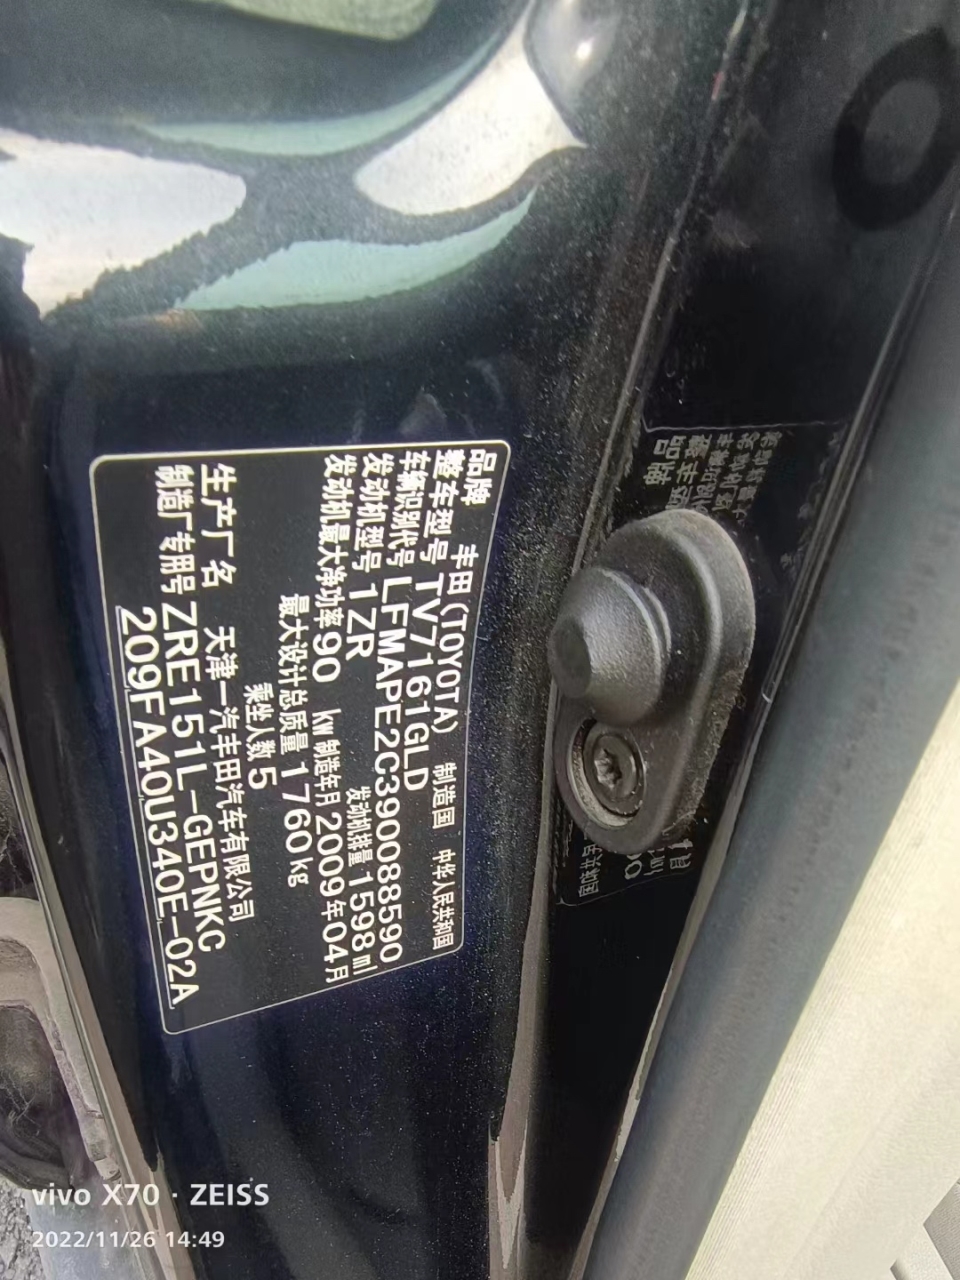 品牌 丰田(TOYOTA) 制造国 中华人民共和国
整车型号 TV7161GLD
车辆识别代号 LFMAPE2C390088590
发动机型号 1ZR 发动机排量 1598 ml
发动机最大净功率 90 kw 制造年月 2009年04月
最大设计总质量 1760kg
乘坐人数 5
生产厂名 天津一汽丰田汽车有限公司
制造厂专用号 ZRE151L-GEPNKC
209FA40U340E-02A
vivo X70 · ZEISS
2022/11/26 14:49